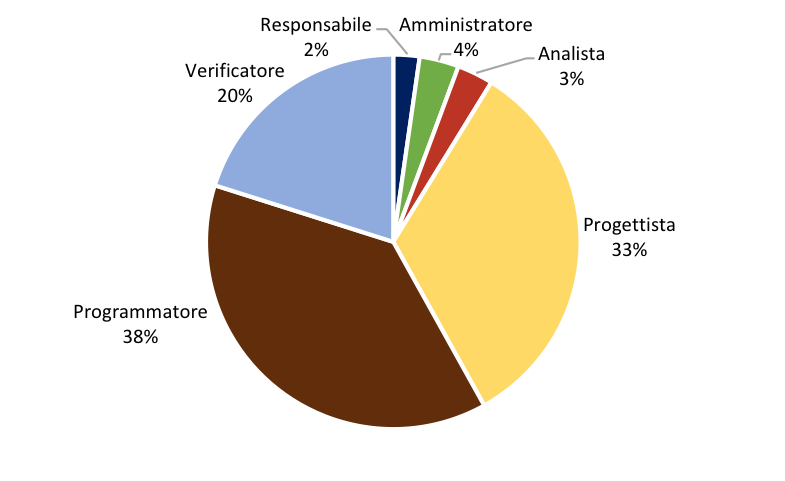 Responsabile
2%
Amministratore
4%
Analista
3%
Progettista
33%
Programmatore
38%
Verificatore
20%